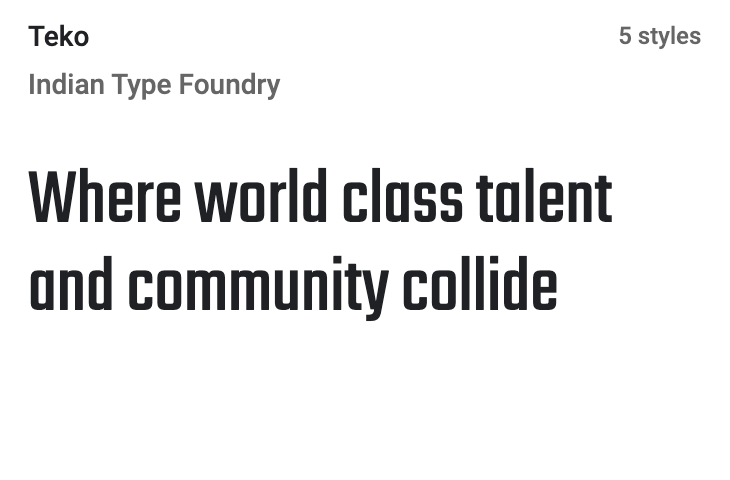 Teko
5 styles
Indian Type Foundry
Where world class talent
and community collide